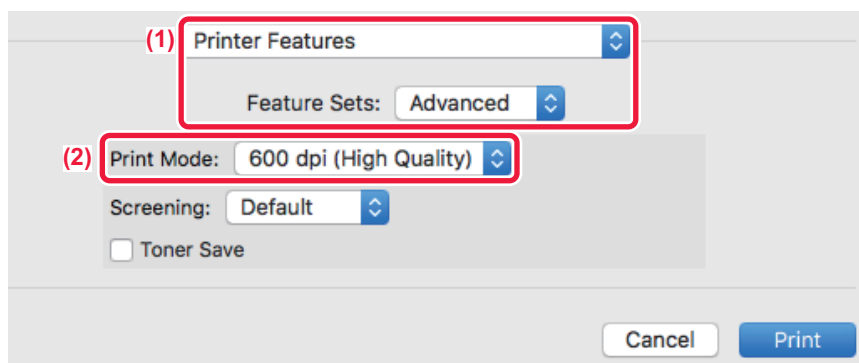 (1) Printer Features
Feature Sets: Advanced
(2) Print Mode: 600 dpi (High Quality)
Screening: Default
Toner Save
Cancel Print